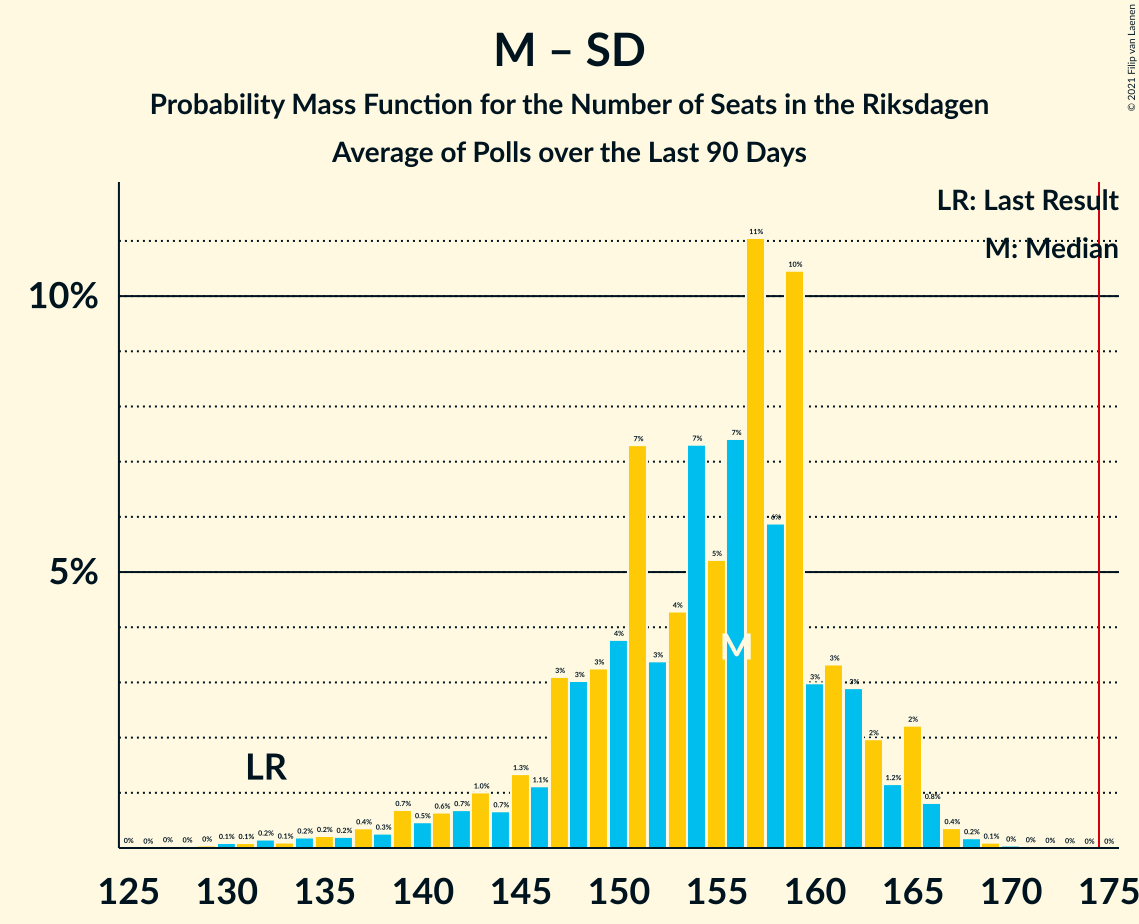 © 2021 Filip van Laenen
M – SD
Probability Mass Function for the Number of Seats in the Riksdagen
Average of Polls over the Last 90 Days
LR: Last Result
M: Median
10%
5%
LR
M
0% 0% 0% 0% 0% 0.1% 0.1% 0.2% 0.1% 0.2% 0.2% 0.2% 0.4% 0.3% 0.7% 0.5% 0.6% 0.7% 1.0% 0.7% 1.3% 1.1% 3% 3% 3% 4% 7% 3% 4% 7% 5% 7% 11% 6% 10% 3% 3% 3% 2% 1.2% 2% 0.8% 0.4% 0.2% 0.1% 0% 0% 0% 0% 0% 0%
125 130 135 140 145 150 155 160 165 170 175